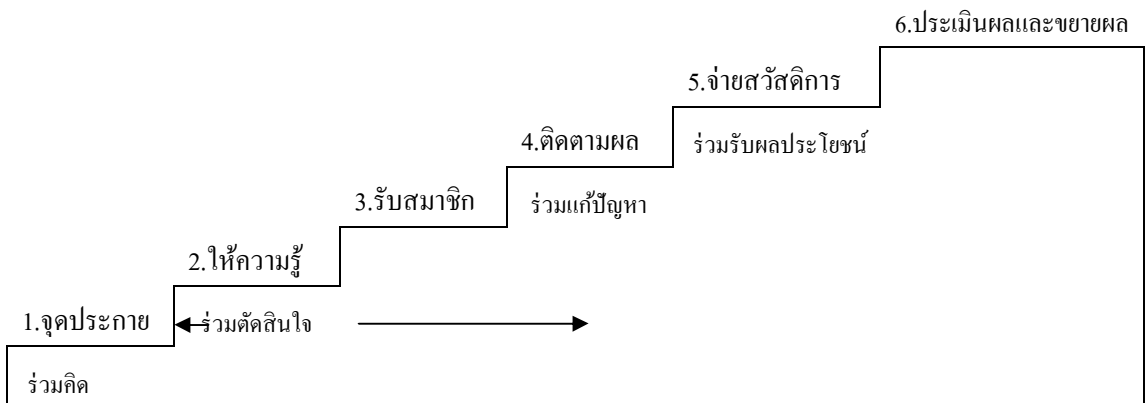 6.ประเมินผลและขยายผล
5.จ่ายสวัสดิการ
4.ติดตามผล
ร่วมรับผลประโยชน์
3.รับสมาชิก
ร่วมแก้ปัญหา
2.ให้ความรู้
1.จุดประกาย
ร่วมตัดสินใจ
ร่วมคิด